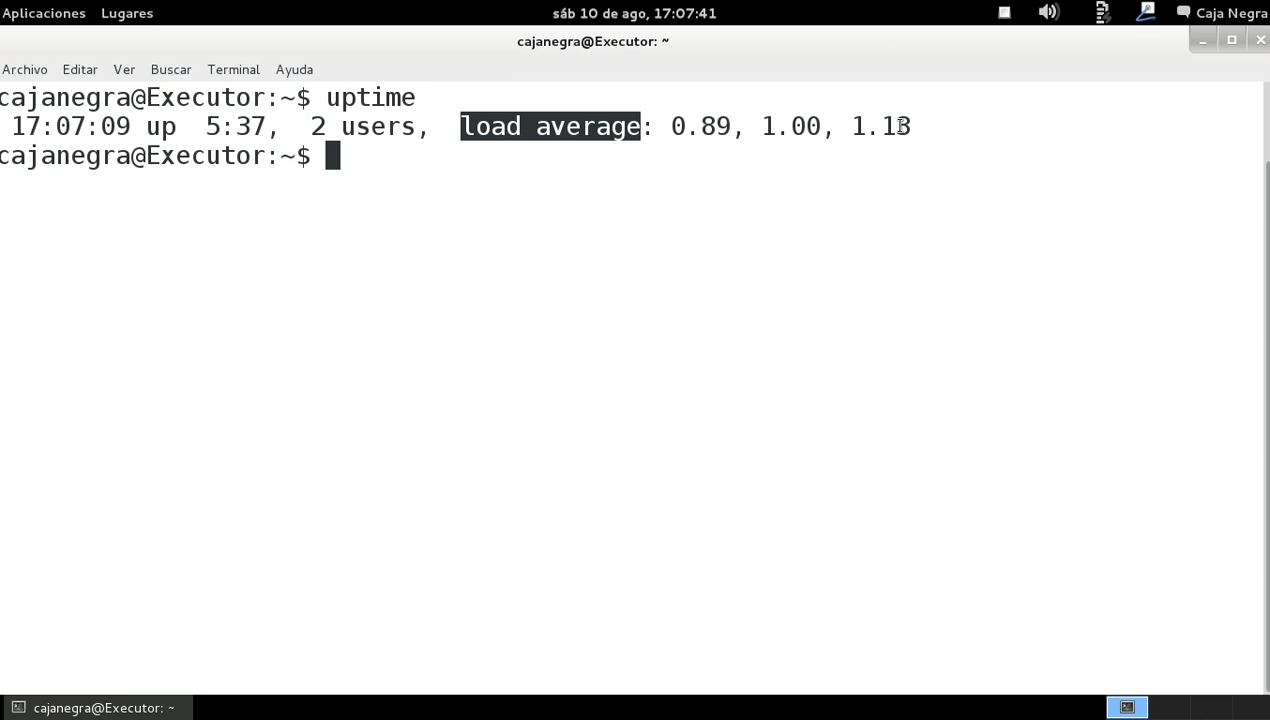 Aplicaciones Lugares sáb 10 de ago, 17:07:41 Caja Negra
cajanegra@Executor: ~
Archivo Editar Ver Buscar Terminal Ayuda
cajanegra@Executor:~$ uptime
17:07:09 up  5:37,  2 users,  load average: 0.89, 1.00, 1.13
cajanegra@Executor:~$
cajanegra@Executor: ~